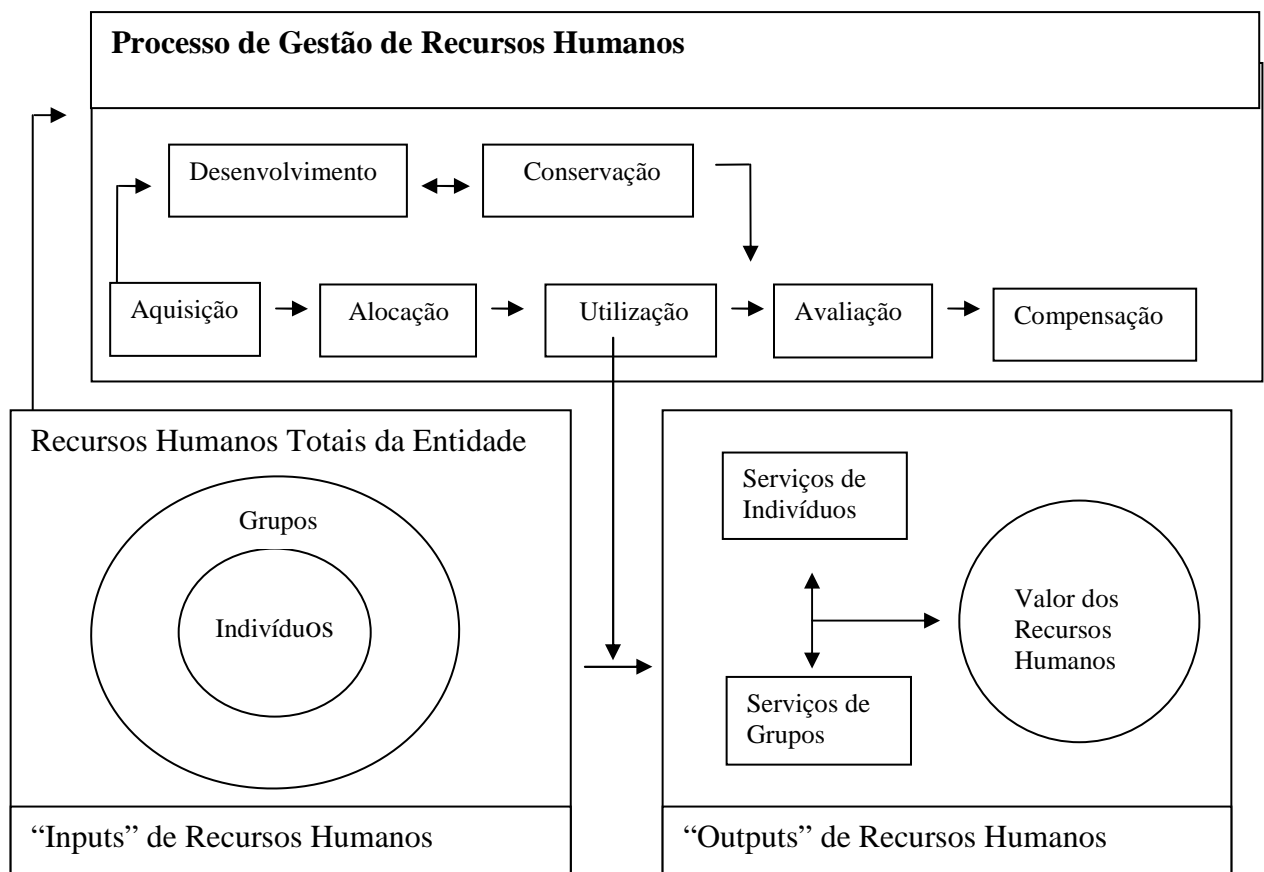 Processo de Gestão de Recursos Humanos
Desenvolvimento
Conservação
Aquisição
Alocação
Utilização
Avaliação
Compensação
Recursos Humanos Totais da Entidade
Grupos
Indivíduos
“Inputs” de Recursos Humanos
Serviços de
Indivíduos
Valor dos
Recursos
Humanos
Serviços de
Grupos
“Outputs” de Recursos Humanos